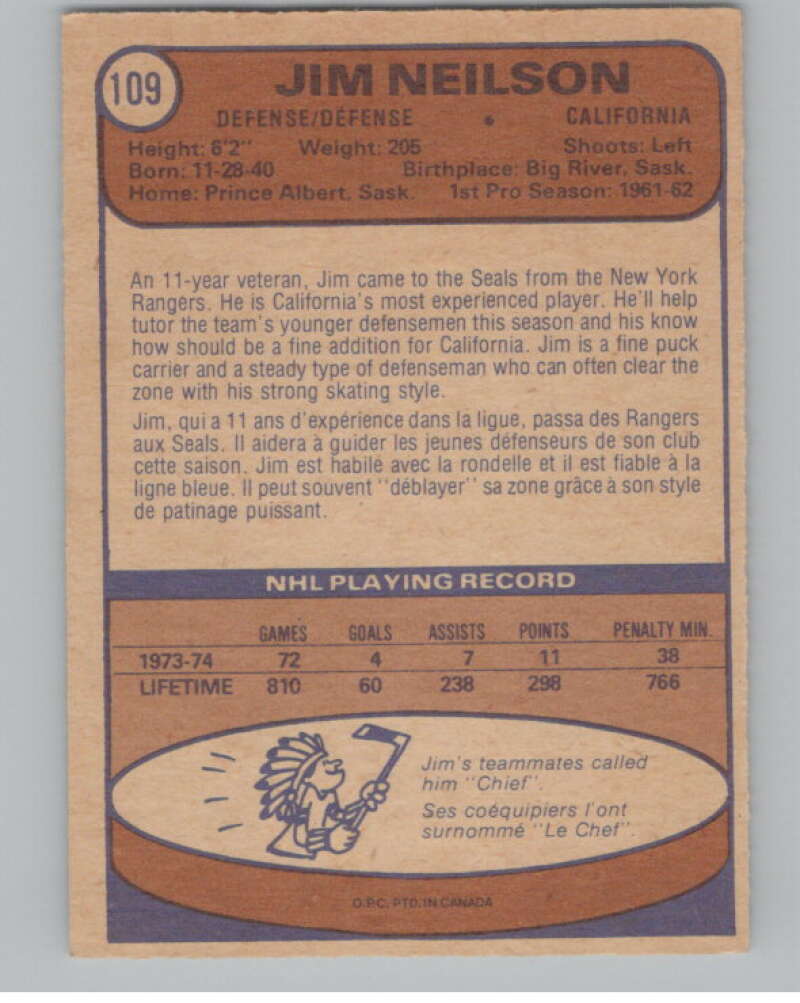 109
JIM NEILSON
DEFENSE/DÉFENSE • CALIFORNIA
Height: 6'2" Weight: 205 Shoots: Left
Born: 11-28-40 Birthplace: Big River, Sask.
Home: Prince Albert, Sask. 1st Pro Season: 1961-62
An 11-year veteran, Jim came to the Seals from the New York
Rangers. He is California's most experienced player. He'll help
tutor the team's younger defensemen this season and his know
how should be a fine addition for California. Jim is a fine puck
carrier and a steady type of defenseman who can often clear the
zone with his strong skating style.
Jim, qui a 11 ans d'expérience dans la ligue, passa des Rangers
aux Seals. Il aidera à guider les jeunes défenseurs de son club
cette saison. Jim est habile avec la rondelle et il est fiable à la
ligne bleue. Il peut souvent "déblayer" sa zone grâce à son style
de patinage puissant.
NHL PLAYING RECORD
GAMES GOALS ASSISTS POINTS PENALTY MIN.
1973-74 72 4 7 11 38
LIFETIME 810 60 238 298 766
Jim's teammates called
him "Chief".
Ses coéquipiers l'ont
surnommé "Le Chef".
O.P.C. PTD. IN CANADA